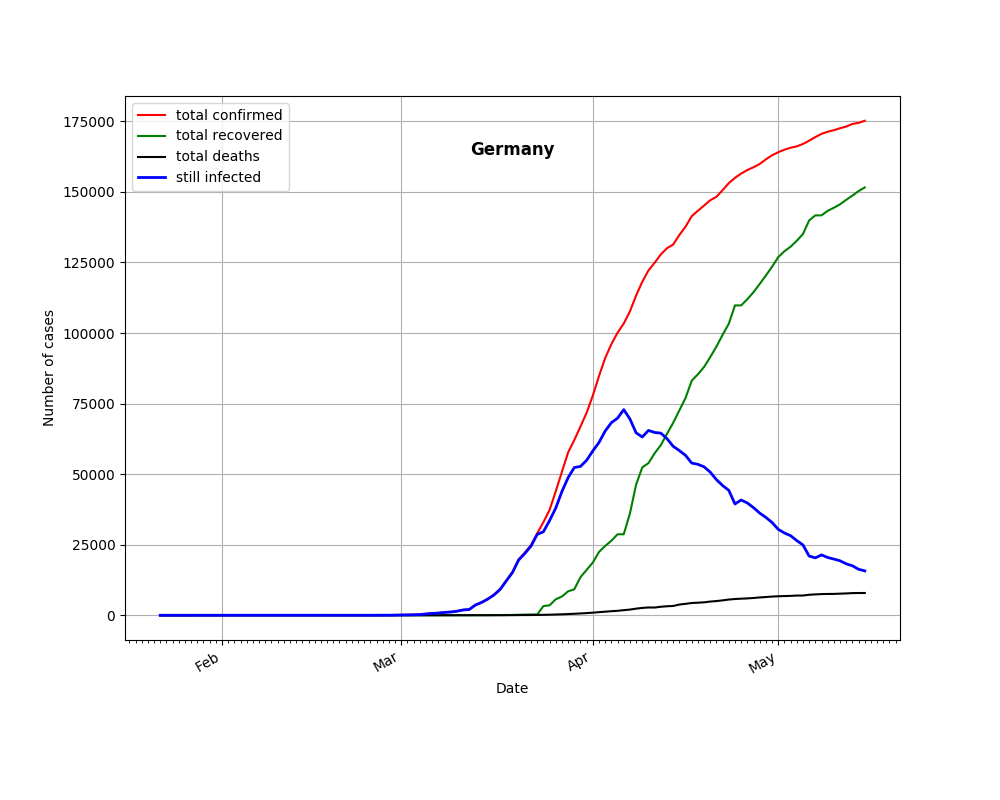 Germany
total confirmed
total recovered
total deaths
still infected
175000
150000
125000
100000
75000
50000
25000
0
Number of cases
Feb
Mar
Apr
May
Date